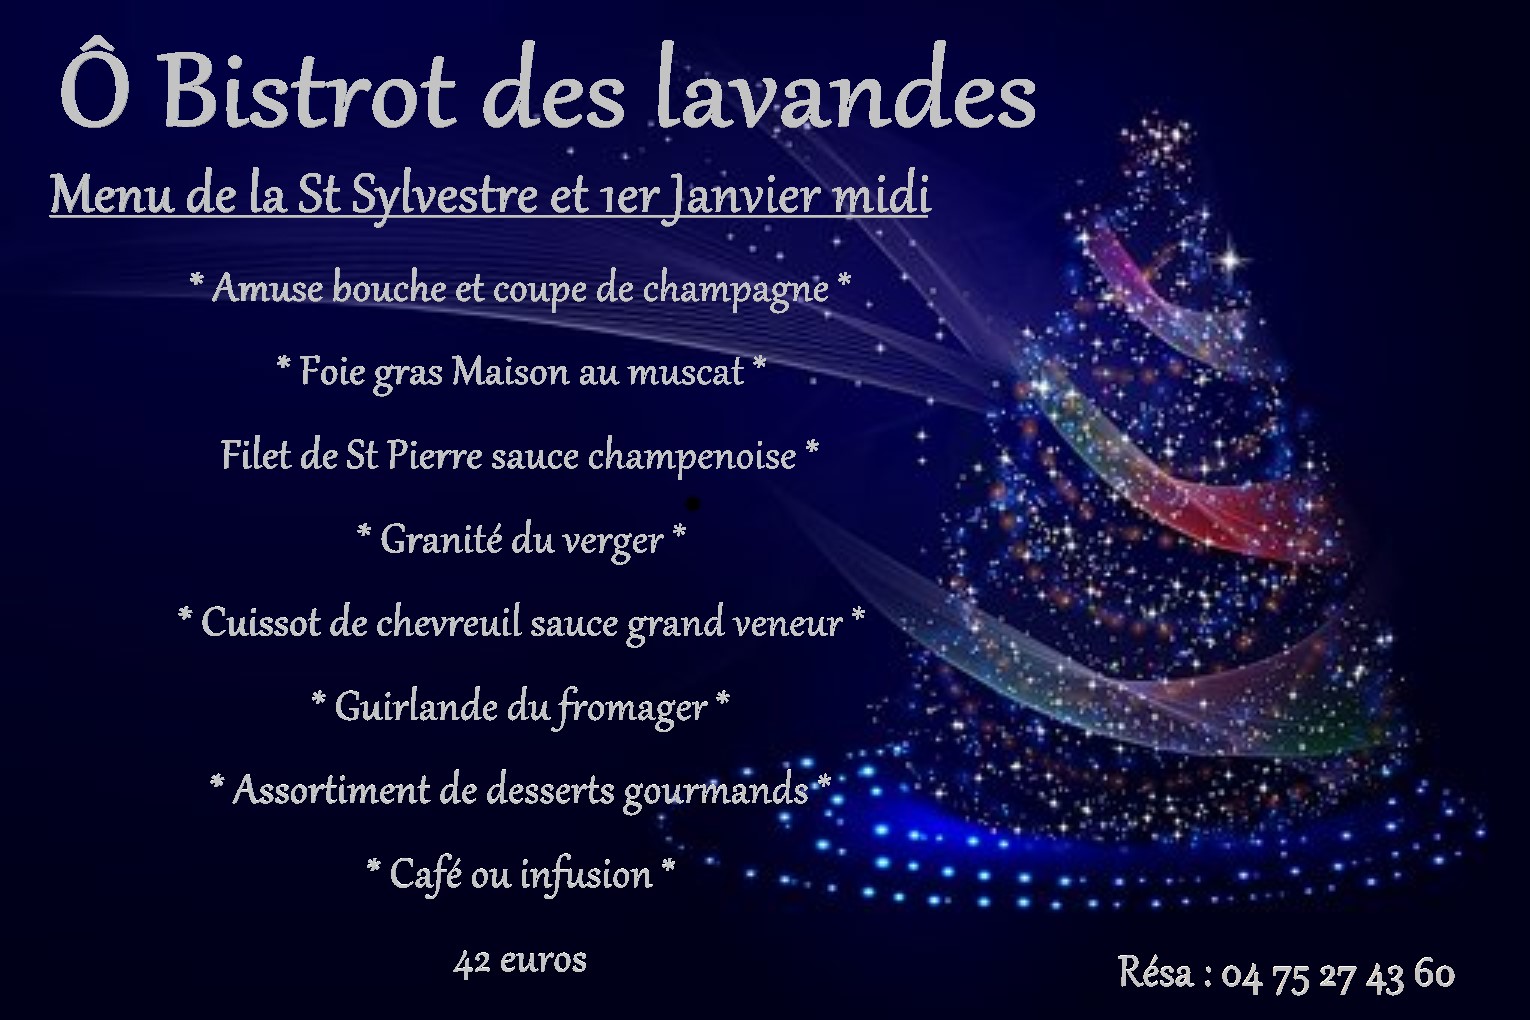 Ô Bistrot des lavandes
Menu de la St Sylvestre et 1er Janvier midi
* Amuse bouche et coupe de champagne *
* Foie gras Maison au muscat *
Filet de St Pierre sauce champenoise *
* Granité du verger *
* Cuissot de chevreuil sauce grand veneur *
* Guirlande du fromager *
* Assortiment de desserts gourmands *
* Café ou infusion *
42 euros
Résa : 04 75 27 43 60